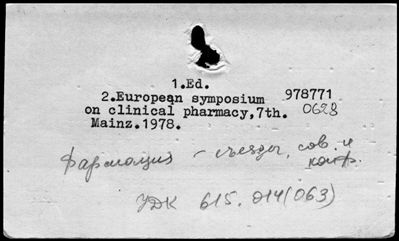 1.Ed.
2.European symposium 978771
on clinical pharmacy,7th. 0628
Mainz.1978.
Фармация – съезды, сов. и
конф.
УДК 615.014(063)